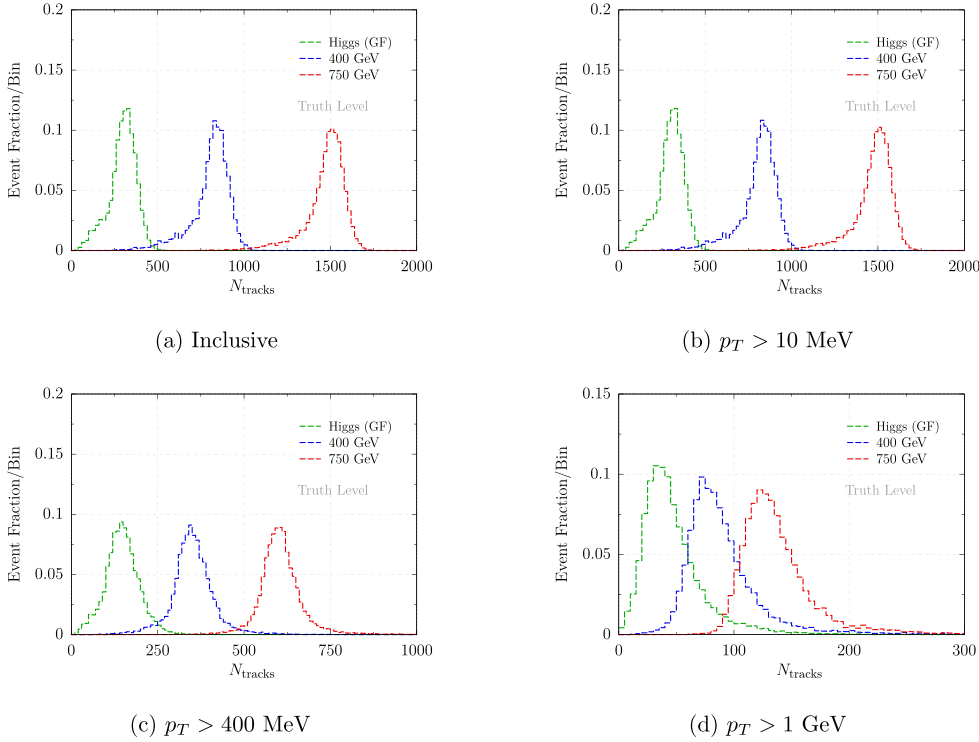 0.2
0.15
0.1
0.05
0
Event Fraction/Bin
Higgs (GF)
400 GeV
750 GeV
Truth Level
0 500 1000 1500 2000
N_tracks
(a) Inclusive
0.2
0.15
0.1
0.05
0
Event Fraction/Bin
Higgs (GF)
400 GeV
750 GeV
Truth Level
0 500 1000 1500 2000
N_tracks
(b) p_T > 10 MeV
0.2
0.15
0.1
0.05
0
Event Fraction/Bin
Higgs (GF)
400 GeV
750 GeV
Truth Level
0 250 500 750 1000
N_tracks
(c) p_T > 400 MeV
0.15
0.1
0.05
0
Event Fraction/Bin
Higgs (GF)
400 GeV
750 GeV
Truth Level
0 100 200 300
N_tracks
(d) p_T > 1 GeV